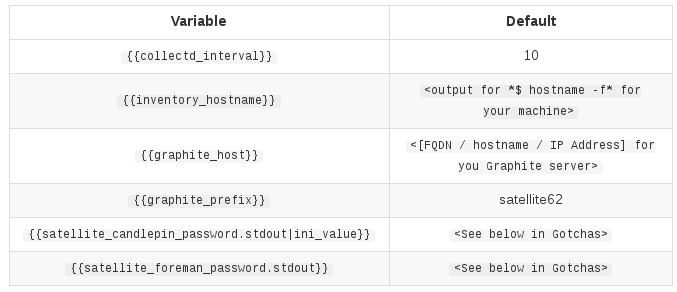 Variable Default
{{collectd_interval}} 10
{{inventory_hostname}} <output for *$ hostname -f* for
your machine>
{{graphite_host}} <[FQDN / hostname / IP Address] for
you Graphite server>
{{graphite_prefix}} satellite62
{{satellite_candlepin_password.stdout|ini_value}} <See below in Gotchas>
{{satellite_foreman_password.stdout}} <See below in Gotchas>